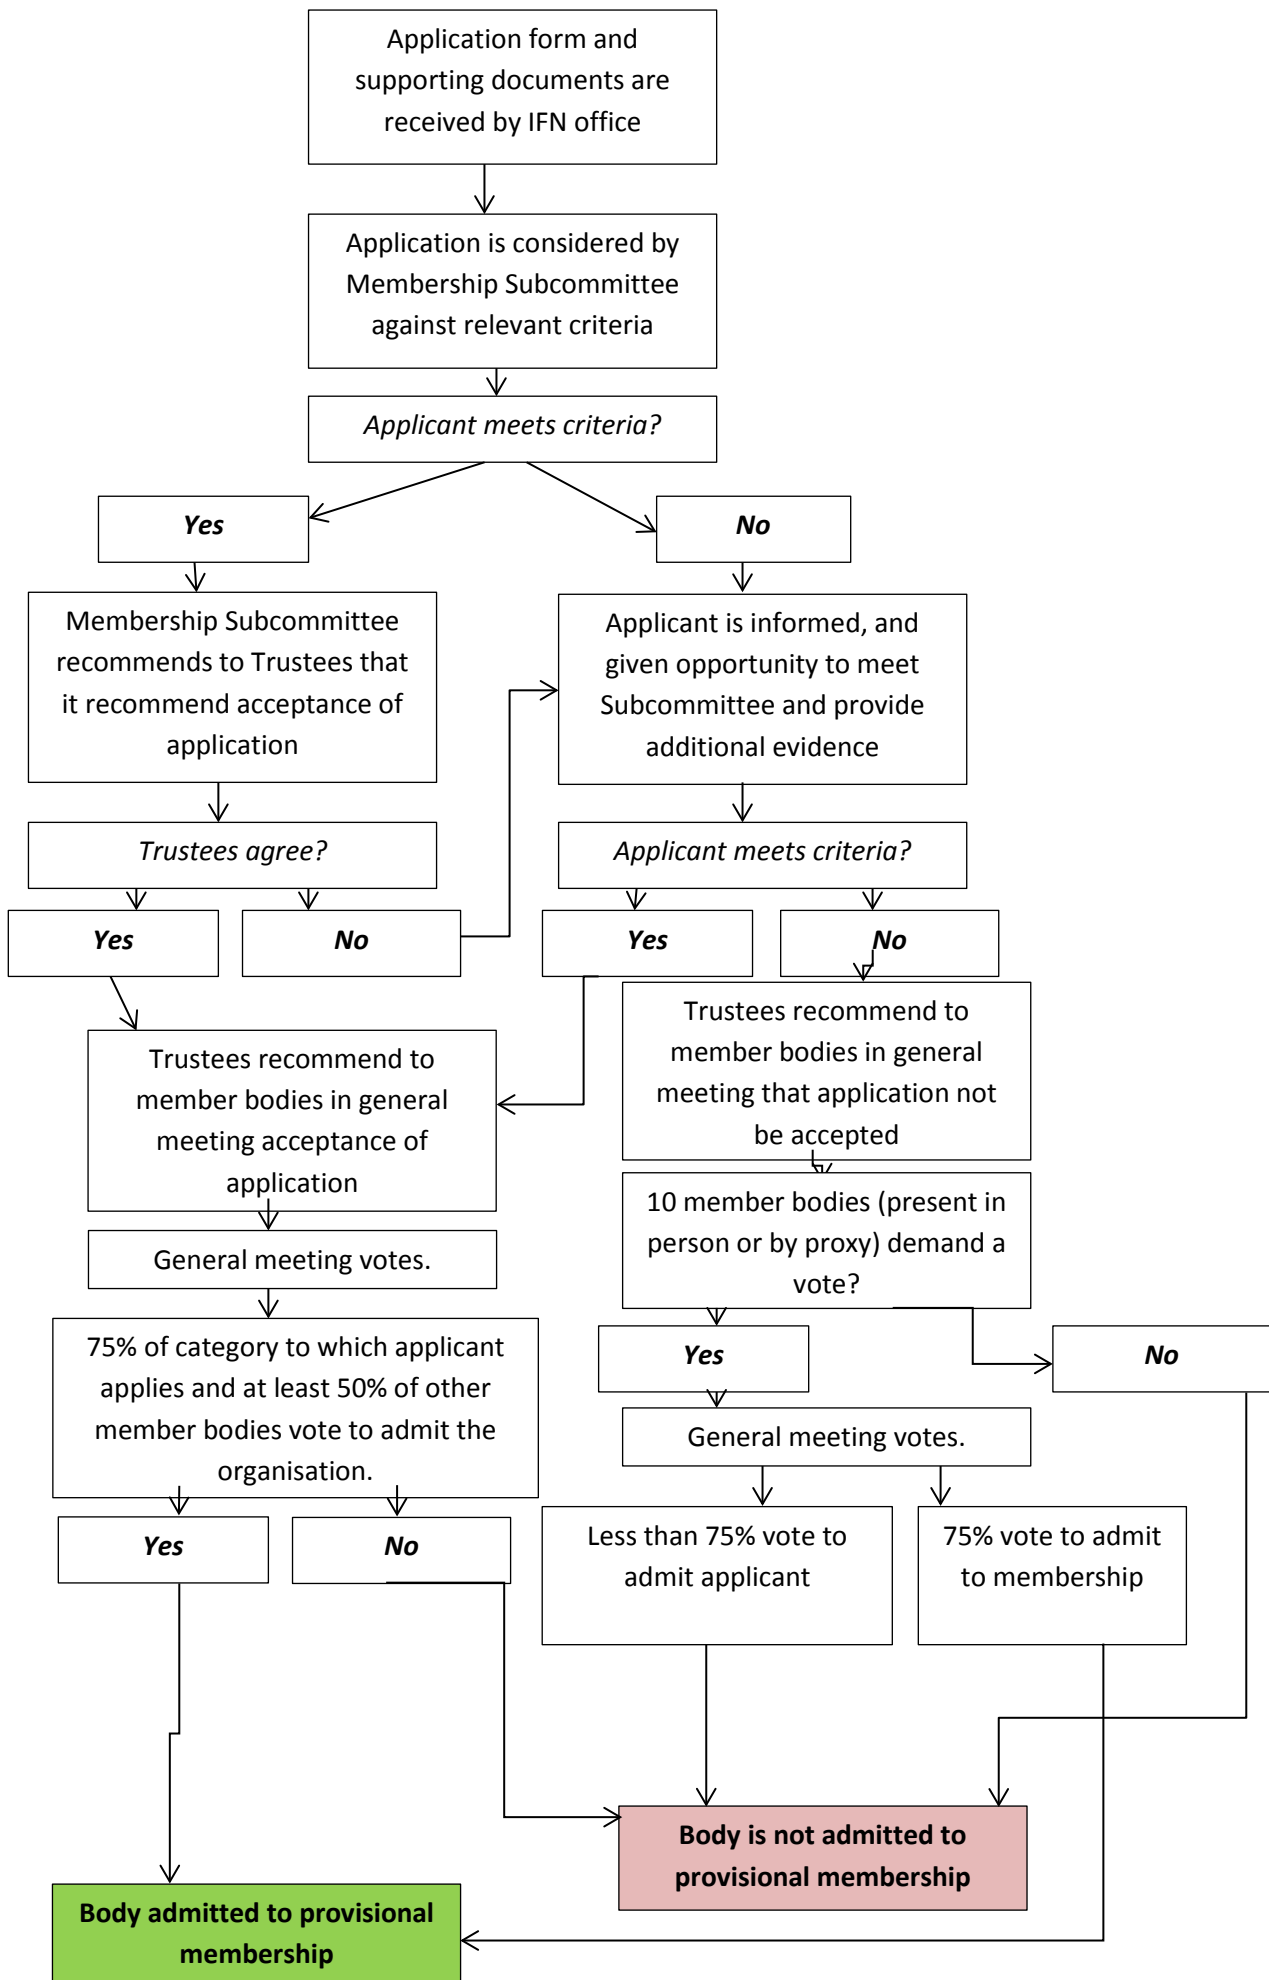 Application form and
supporting documents are
received by IFN office
Application is considered by
Membership Subcommittee
against relevant criteria
Applicant meets criteria?
Yes
No
Membership Subcommittee
recommends to Trustees that
it recommend acceptance of
application
Applicant is informed, and
given opportunity to meet
Subcommittee and provide
additional evidence
Trustees agree?
Applicant meets criteria?
Yes
No
Yes
No
Trustees recommend to
member bodies in general
meeting acceptance of
application
Trustees recommend to
member bodies in general
meeting that application not
be accepted
General meeting votes.
10 member bodies (present in
person or by proxy) demand a
vote?
75% of category to which applicant
applies and at least 50% of other
member bodies vote to admit the
organisation.
Yes
No
General meeting votes.
Yes
No
Less than 75% vote to
admit applicant
75% vote to admit
to membership
Body is not admitted to
provisional membership
Body admitted to provisional
membership